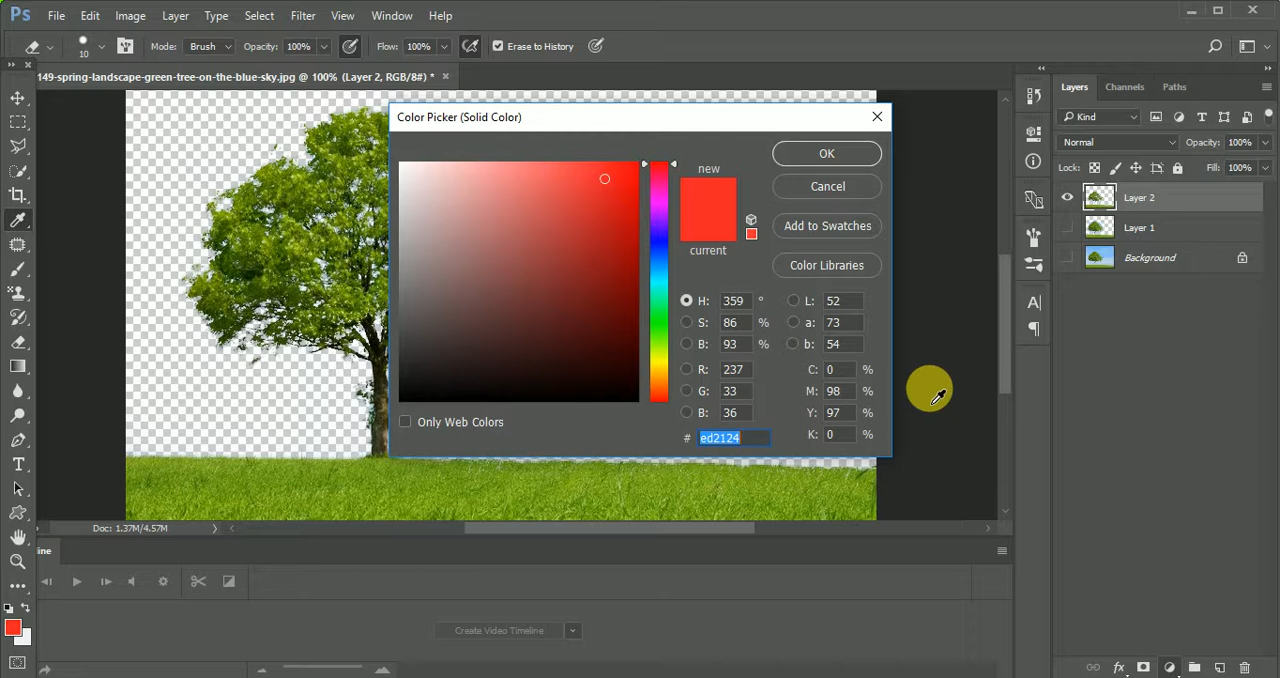 Ps File Edit Image Layer Type Select Filter View Window Help
10 Mode: Brush Opacity: 100% Flow: 100% Erase to History
149-spring-landscape-green-tree-on-the-blue-sky.jpg @ 100% (Layer 2, RGB/8#) * ×
Layers Channels Paths
Kind
Normal Opacity: 100%
Lock: Fill: 100%
Layer 2
Layer 1
Background
Color Picker (Solid Color)
new
current
OK
Cancel
Add to Swatches
Color Libraries
H: 359 ° L: 52
S: 86 % a: 73
B: 93 % b: 54
R: 237 C: 0 %
G: 33 M: 98 %
B: 36 Y: 97 %
# ed2124 K: 0 %
Only Web Colors
Doc: 1.37M/4.57M
line
Create Video Timeline